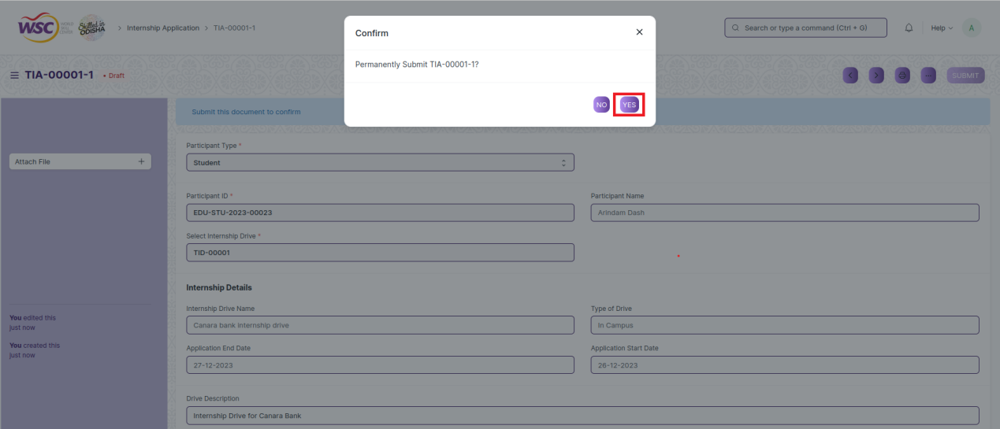 WSC WORLD SKILL CENTER Skilled in ODISHA > Internship Application > TIA-00001-1
Search or type a command (Ctrl + G)
Help
A
Confirm
Permanently Submit TIA-00001-1?
NO YES
TIA-00001-1 • Draft
SUBMIT
Submit this document to confirm
Attach File +
Participant Type *
Student
Participant ID *
EDU-STU-2023-00023
Participant Name
Arindam Dash
Select Internship Drive *
TID-00001
Internship Details
Internship Drive Name
Canara bank internship drive
Type of Drive
In Campus
Application End Date
27-12-2023
Application Start Date
26-12-2023
Drive Description
Internship Drive for Canara Bank
You edited this
just now
You created this
just now